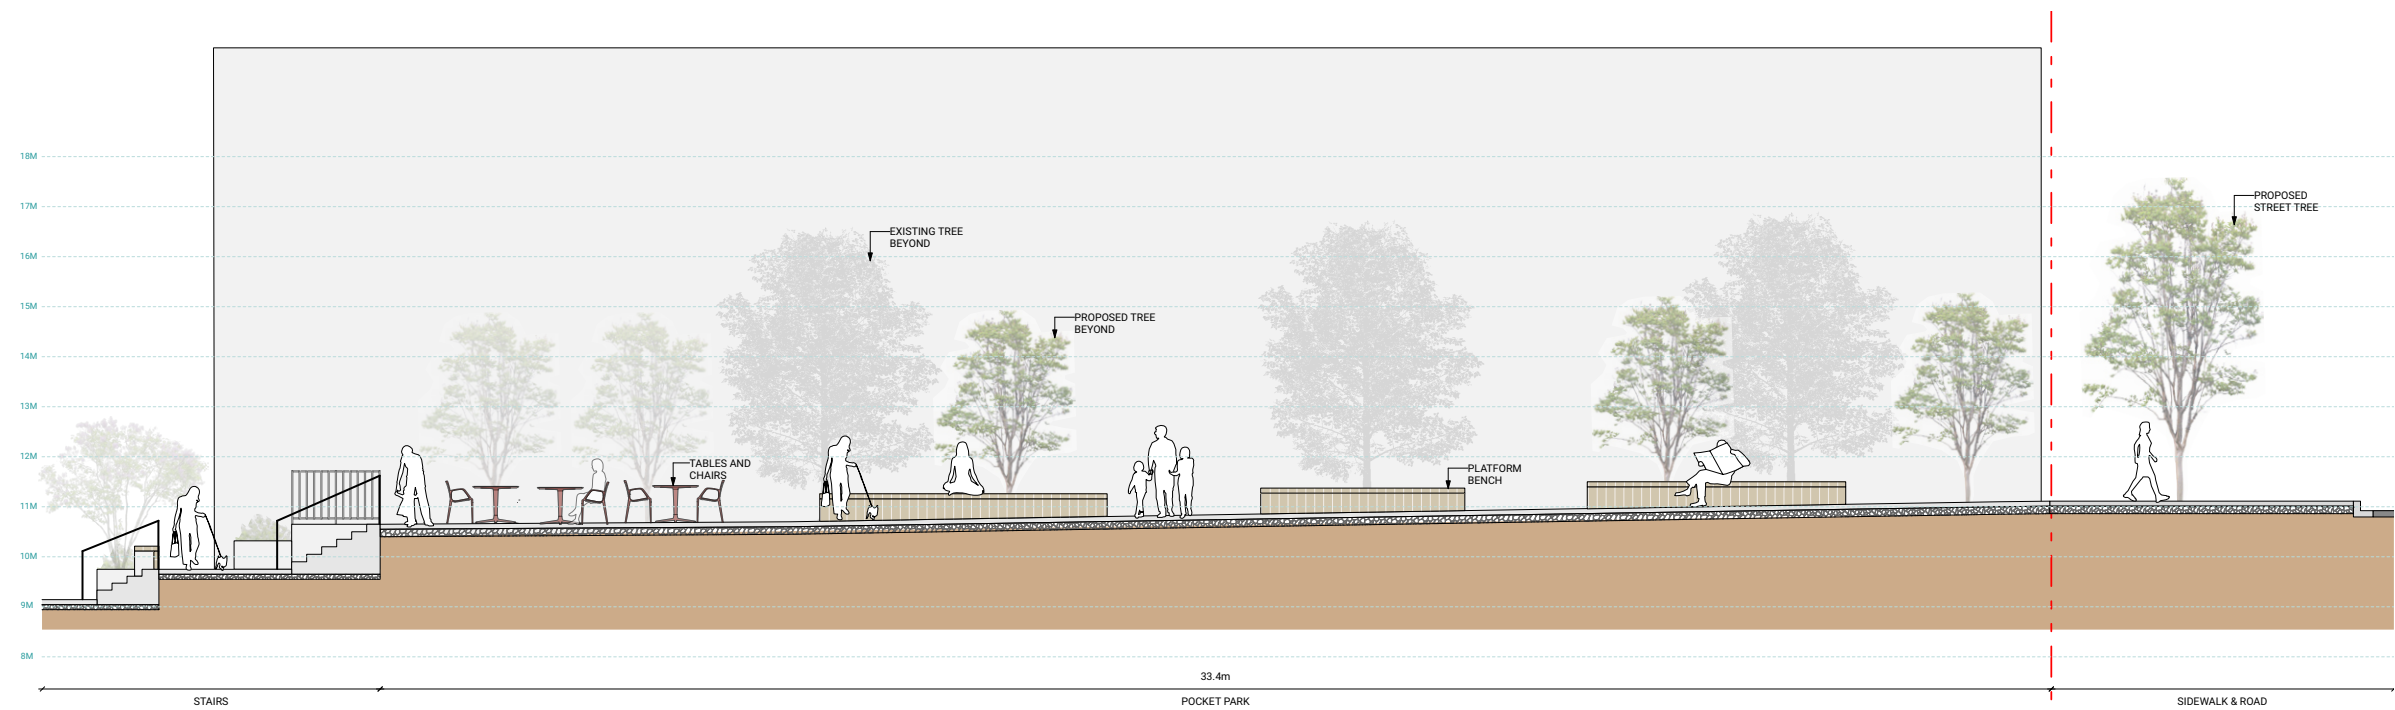 18M
17M
PROPOSED
STREET TREE
EXISTING TREE
BEYOND
16M
15M
PROPOSED TREE
BEYOND
14M
13M
12M
TABLES AND
CHAIRS
PLATFORM
BENCH
11M
10M
9M
8M
33.4m
STAIRS
POCKET PARK
SIDEWALK & ROAD